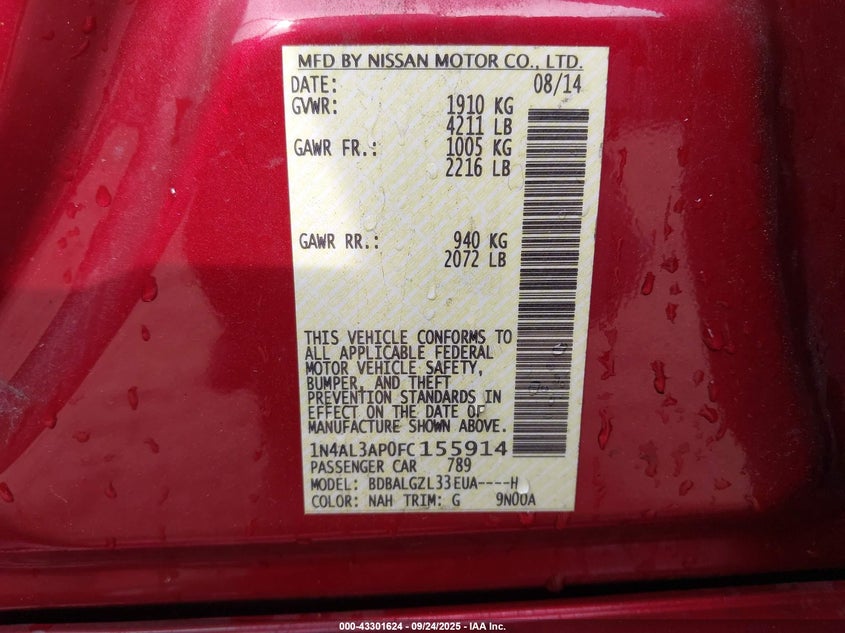 MFD BY NISSAN MOTOR CO., LTD.
DATE: 08/14
GVWR: 1910 KG
4211 LB
GAWR FR.: 1005 KG
2216 LB
GAWR RR.: 940 KG
2072 LB
THIS VEHICLE CONFORMS TO
ALL APPLICABLE FEDERAL
MOTOR VEHICLE SAFETY,
BUMPER, AND THEFT
PREVENTION STANDARDS IN
EFFECT ON THE DATE OF
MANUFACTURE SHOWN ABOVE.
1N4AL3AP0FC155914
PASSENGER CAR 789
MODEL: BDBALGZL33EUA----H
COLOR: NAH TRIM: G 9N00A
000-43301624 - 09/24/2025 - IAA Inc.